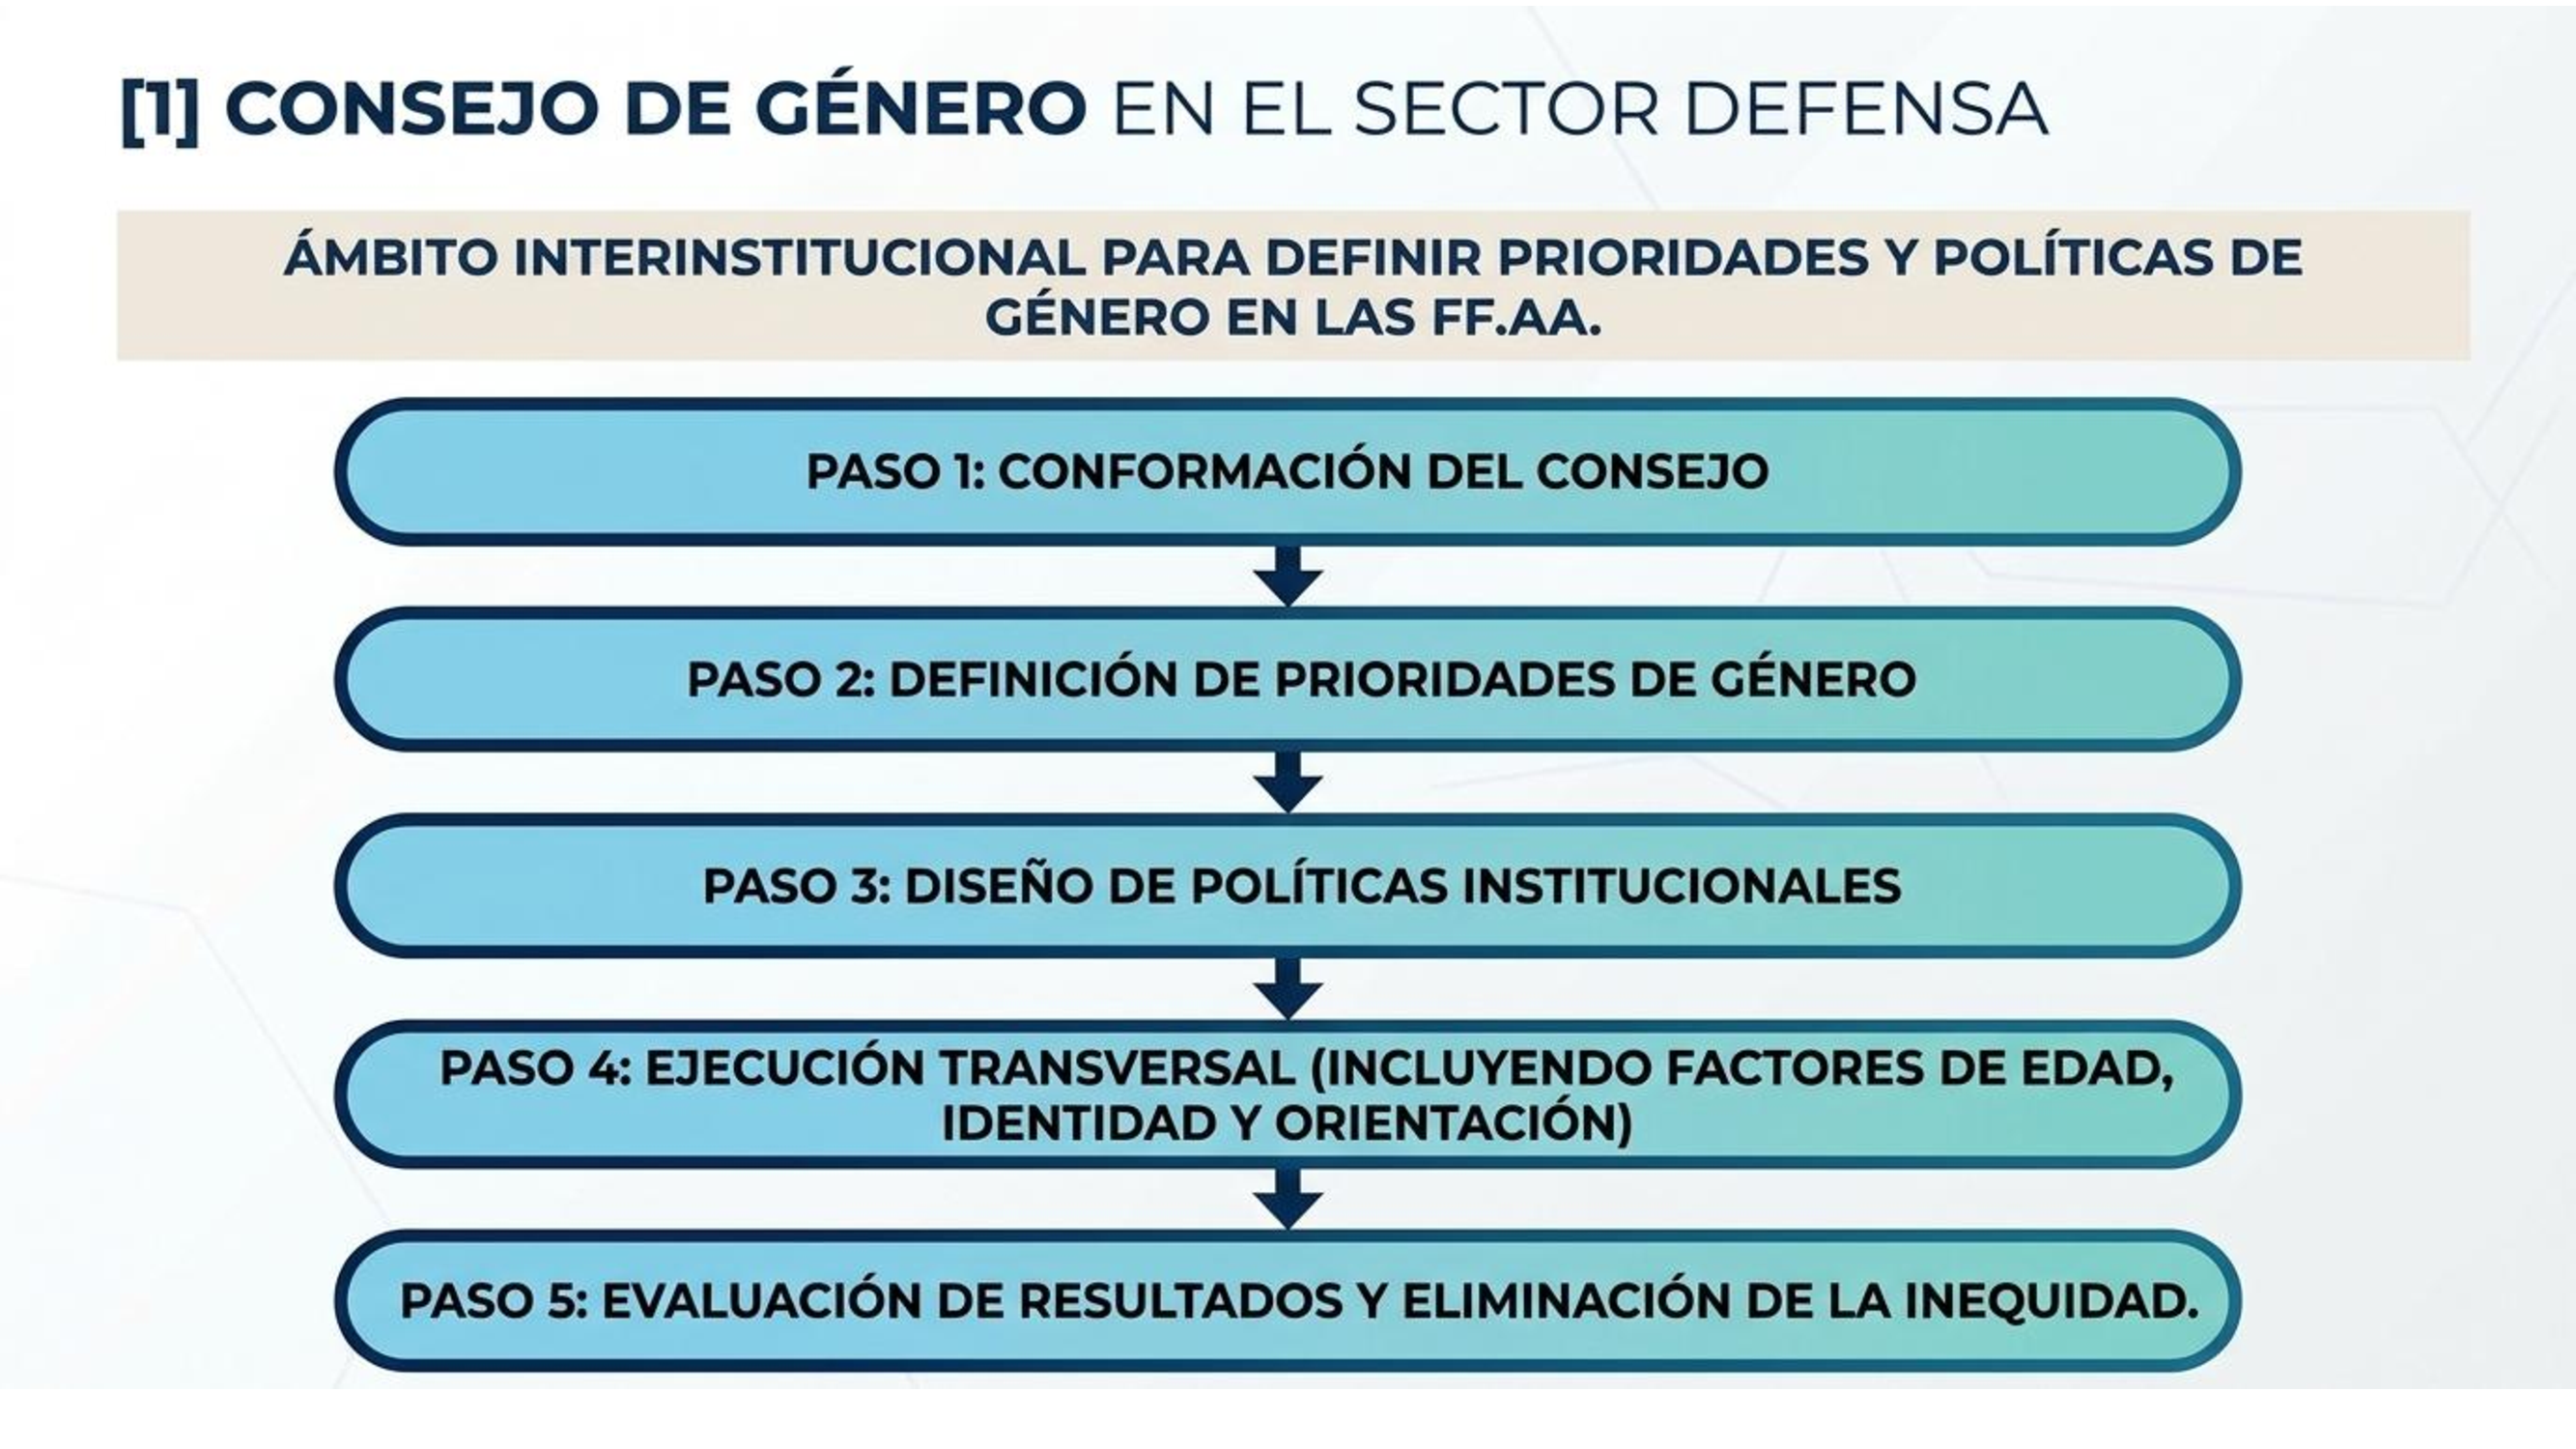 [1] CONSEJO DE GÉNERO EN EL SECTOR DEFENSA
ÁMBITO INTERINSTITUCIONAL PARA DEFINIR PRIORIDADES Y POLÍTICAS DE
GÉNERO EN LAS FF.AA.
PASO 1: CONFORMACIÓN DEL CONSEJO
PASO 2: DEFINICIÓN DE PRIORIDADES DE GÉNERO
PASO 3: DISEÑO DE POLÍTICAS INSTITUCIONALES
PASO 4: EJECUCIÓN TRANSVERSAL (INCLUYENDO FACTORES DE EDAD,
IDENTIDAD Y ORIENTACIÓN)
PASO 5: EVALUACIÓN DE RESULTADOS Y ELIMINACIÓN DE LA INEQUIDAD.